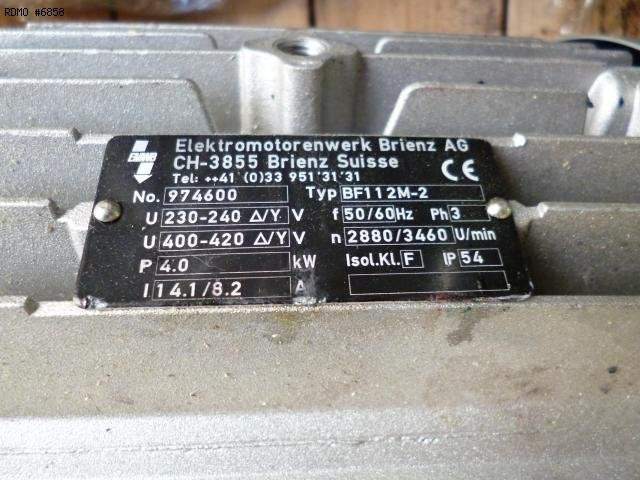 RDMO #6858
Elektromotorenwerk Brienz AG
EMWB CH-3855 Brienz Suisse
Tel: ++41 (0)33 951'31'31
CE
No. 974600 Typ BF112M-2
U 230-240 Δ/Y V f 50/60 Hz Ph 3
U 400-420 Δ/Y V n 2880/3460 U/min
P 4.0 kW Isol.Kl. F IP 54
I 14.1/8.2 A